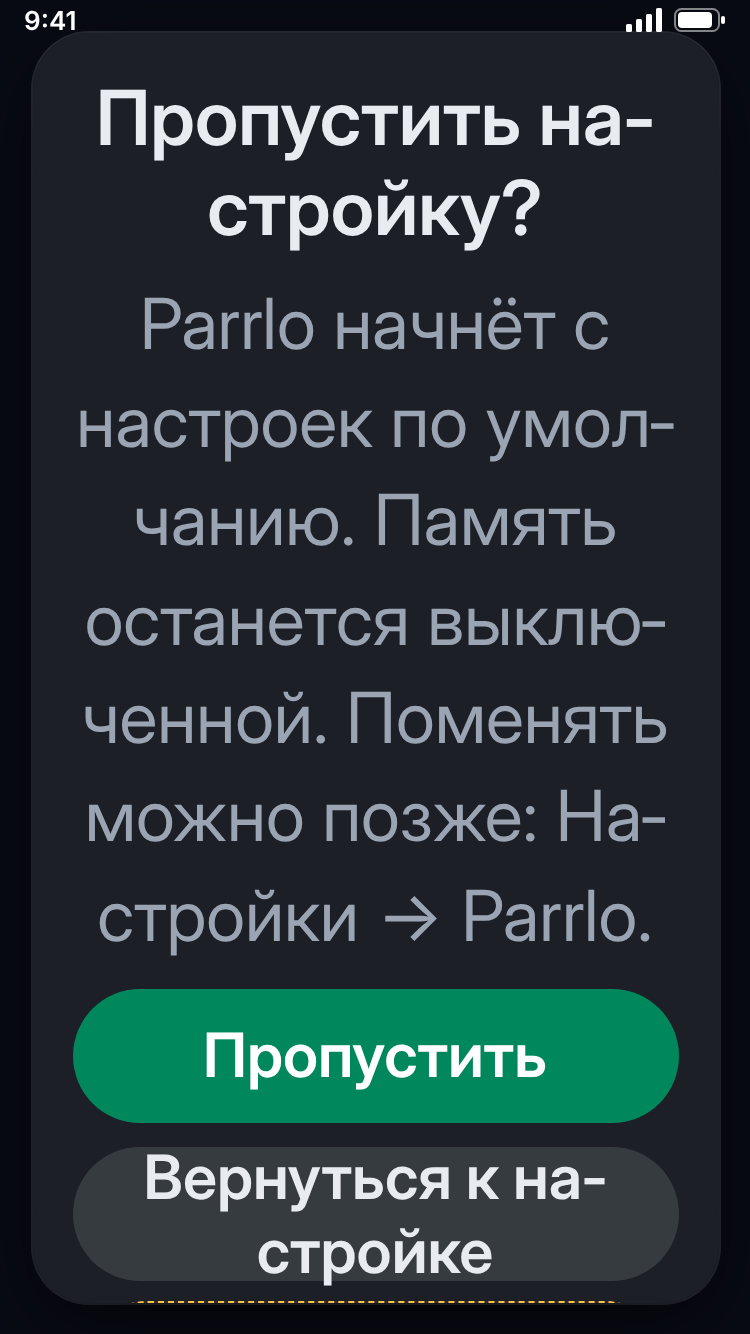 9:41
Пропустить на-
стройку?
Parrlo начнёт с
настроек по умол-
чанию. Память
останется выклю-
ченной. Поменять
можно позже: На-
стройки → Parrlo.
Пропустить
Вернуться к на-
стройке